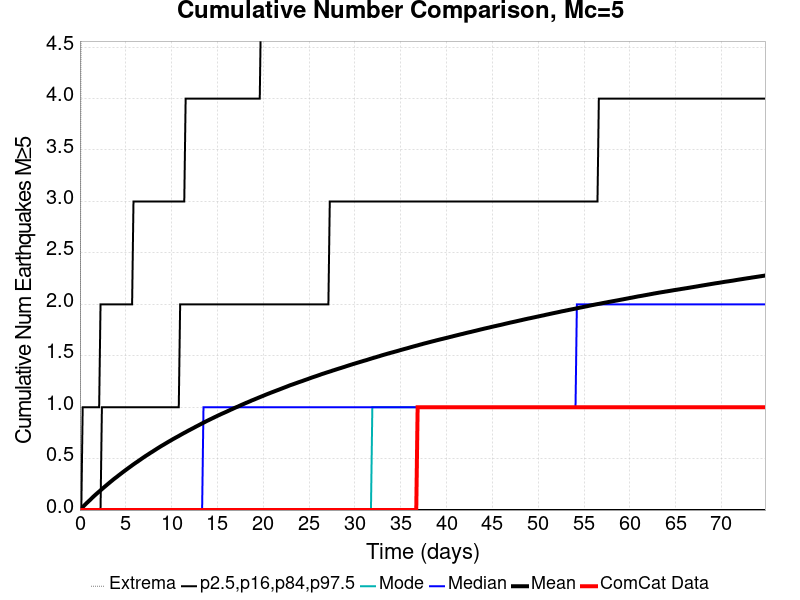 Cumulative Number Comparison, Mc=5
Cumulative Num Earthquakes M≥5
4.5
4.0
3.5
3.0
2.5
2.0
1.5
1.0
0.5
0.0
0 5 10 15 20 25 30 35 40 45 50 55 60 65 70
Time (days)
Extrema p2.5,p16,p84,p97.5 Mode Median Mean ComCat Data